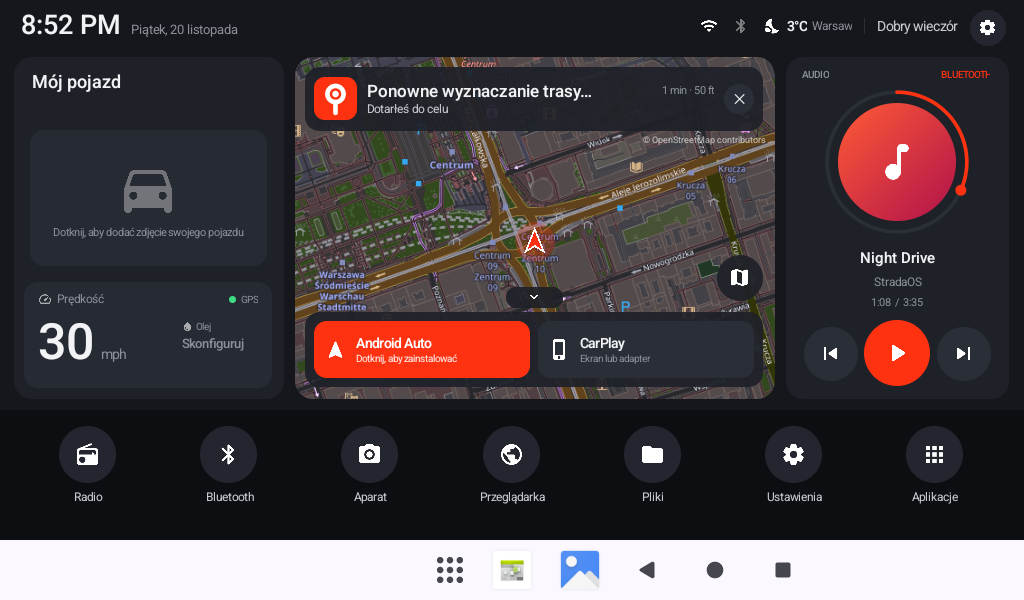 8:52 PM
Piątek, 20 listopada
3°C
Warsaw
Dobry wieczór
Mój pojazd
Dotknij, aby dodać zdjęcie swojego pojazdu
Prędkość
GPS
30 mph
Olej
Skonfiguruj
Centrum
Ponowne wyznaczanie trasy...
Dotarłeś do celu
1 min · 50 ft
© OpenStreetMap contributors
Centrum
Aleje Jerozolimskie
Krucza
06
Krucza
05
Centrum
09
Zentrum
09
Centrum
Zentrum
10
Nowogrodzka
Warszawa
Śródmieście
Warschau
Stadtmitte
P
Android Auto
Dotknij, aby zainstalować
CarPlay
Ekran lub adapter
AUDIO
BLUETOOTH
Night Drive
StradaOS
1:08 / 3:35
Radio
Bluetooth
Aparat
Przeglądarka
Pliki
Ustawienia
Aplikacje